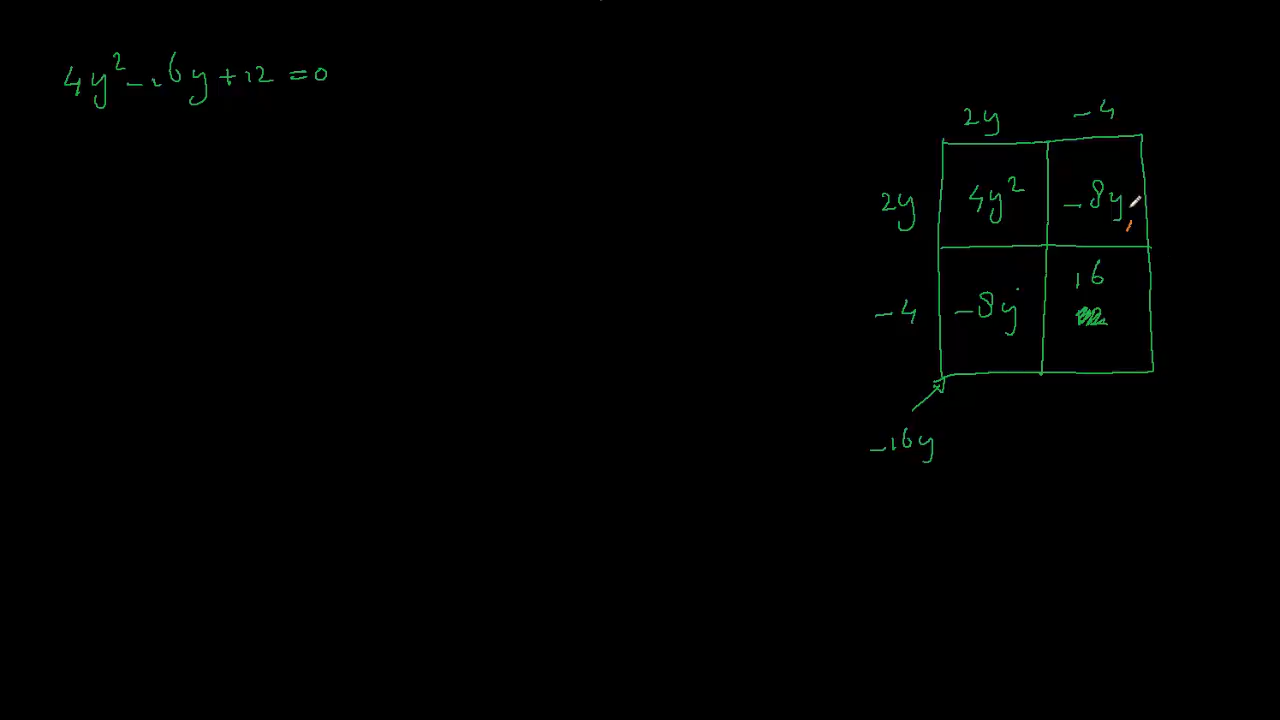 4y² - 16y + 12 = 0
2y -4
2y 4y² -8y
16
-4 -8y
-16y